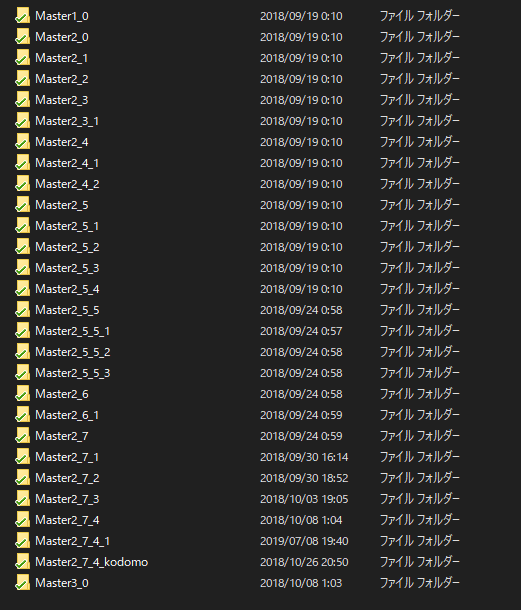 Master1_0 2018/09/19 0:10 ファイル フォルダー
Master2_0 2018/09/19 0:10 ファイル フォルダー
Master2_1 2018/09/19 0:10 ファイル フォルダー
Master2_2 2018/09/19 0:10 ファイル フォルダー
Master2_3 2018/09/19 0:10 ファイル フォルダー
Master2_3_1 2018/09/19 0:10 ファイル フォルダー
Master2_4 2018/09/19 0:10 ファイル フォルダー
Master2_4_1 2018/09/19 0:10 ファイル フォルダー
Master2_4_2 2018/09/19 0:10 ファイル フォルダー
Master2_5 2018/09/19 0:10 ファイル フォルダー
Master2_5_1 2018/09/19 0:10 ファイル フォルダー
Master2_5_2 2018/09/19 0:10 ファイル フォルダー
Master2_5_3 2018/09/19 0:10 ファイル フォルダー
Master2_5_4 2018/09/19 0:10 ファイル フォルダー
Master2_5_5 2018/09/24 0:58 ファイル フォルダー
Master2_5_5_1 2018/09/24 0:57 ファイル フォルダー
Master2_5_5_2 2018/09/24 0:58 ファイル フォルダー
Master2_5_5_3 2018/09/24 0:58 ファイル フォルダー
Master2_6 2018/09/24 0:58 ファイル フォルダー
Master2_6_1 2018/09/24 0:59 ファイル フォルダー
Master2_7 2018/09/24 0:59 ファイル フォルダー
Master2_7_1 2018/09/30 16:14 ファイル フォルダー
Master2_7_2 2018/09/30 18:52 ファイル フォルダー
Master2_7_3 2018/10/03 19:05 ファイル フォルダー
Master2_7_4 2018/10/08 1:04 ファイル フォルダー
Master2_7_4_1 2019/07/08 19:40 ファイル フォルダー
Master2_7_4_kodomo 2018/10/26 20:50 ファイル フォルダー
Master3_0 2018/10/08 1:03 ファイル フォルダー